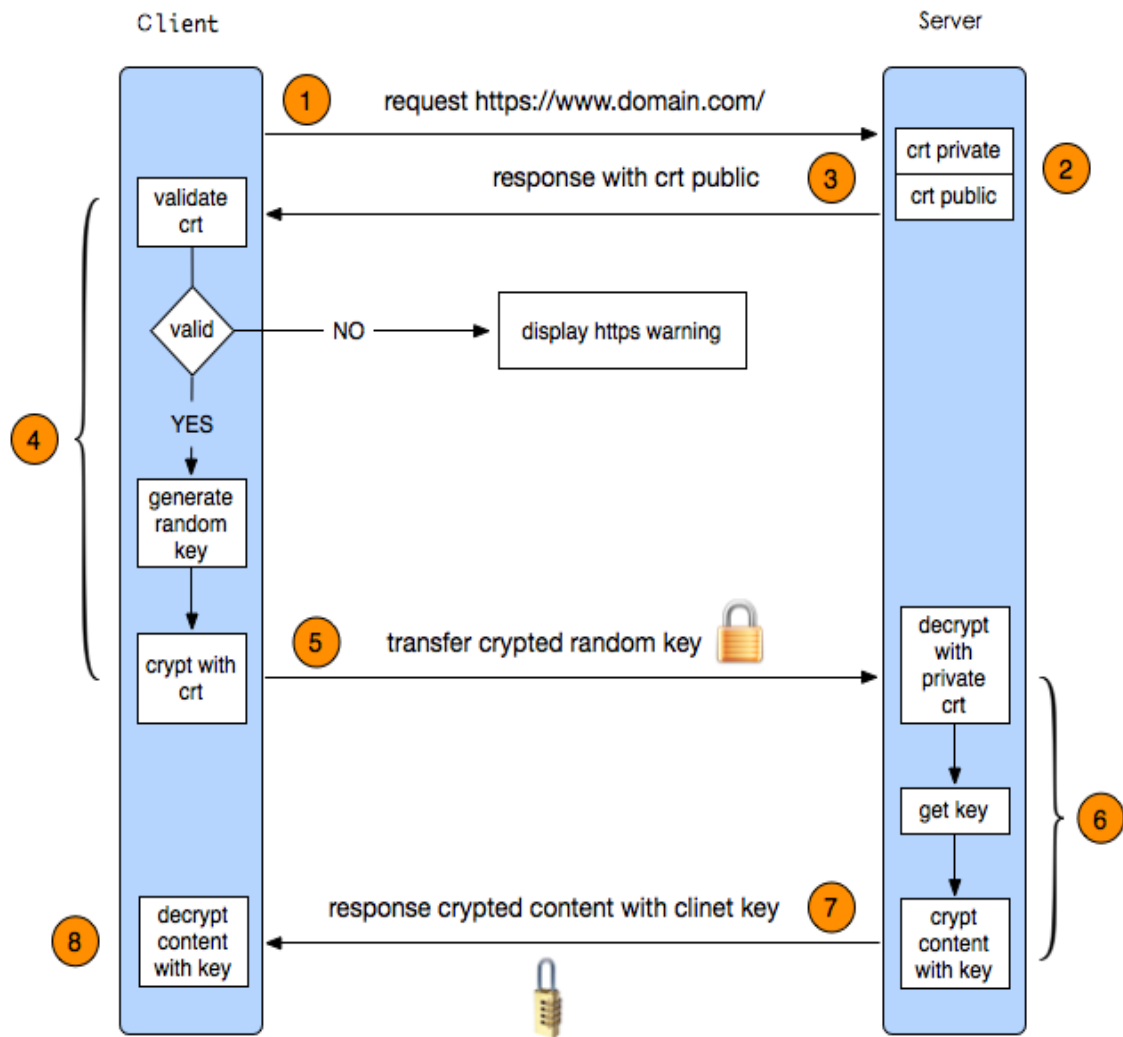 Client
Server
1
request https://www.domain.com/
crt private
2
response with crt public
3
crt public
validate
crt
valid
NO
display https warning
4
YES
generate
random
key
5
transfer crypted random key
decrypt
with
private
crt
crypt with
crt
get key
6
response crypted content with clinet key
7
8
decrypt
content
with key
crypt
content
with key